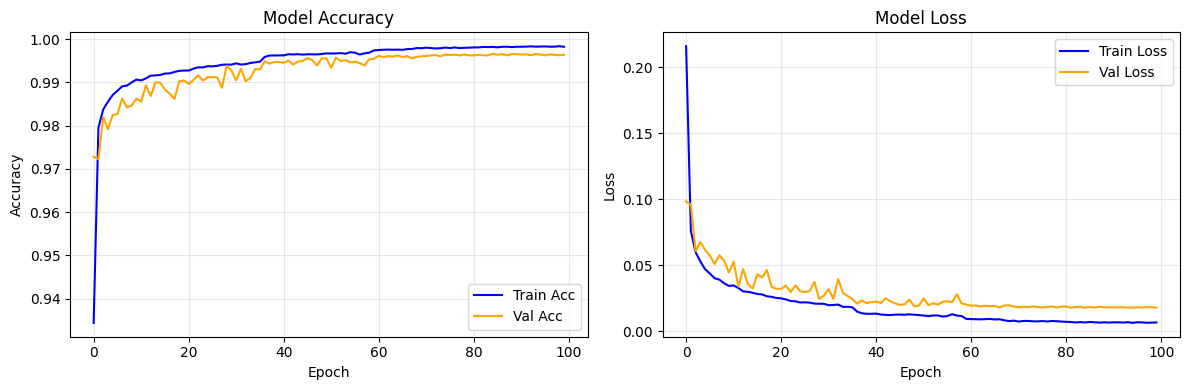 Model Accuracy
1.00
0.99
0.98
0.97
0.96
0.95
0.94
Accuracy
0 20 40 60 80 100
Epoch
Train Acc
Val Acc
Model Loss
0.20
0.15
0.10
0.05
0.00
Loss
0 20 40 60 80 100
Epoch
Train Loss
Val Loss